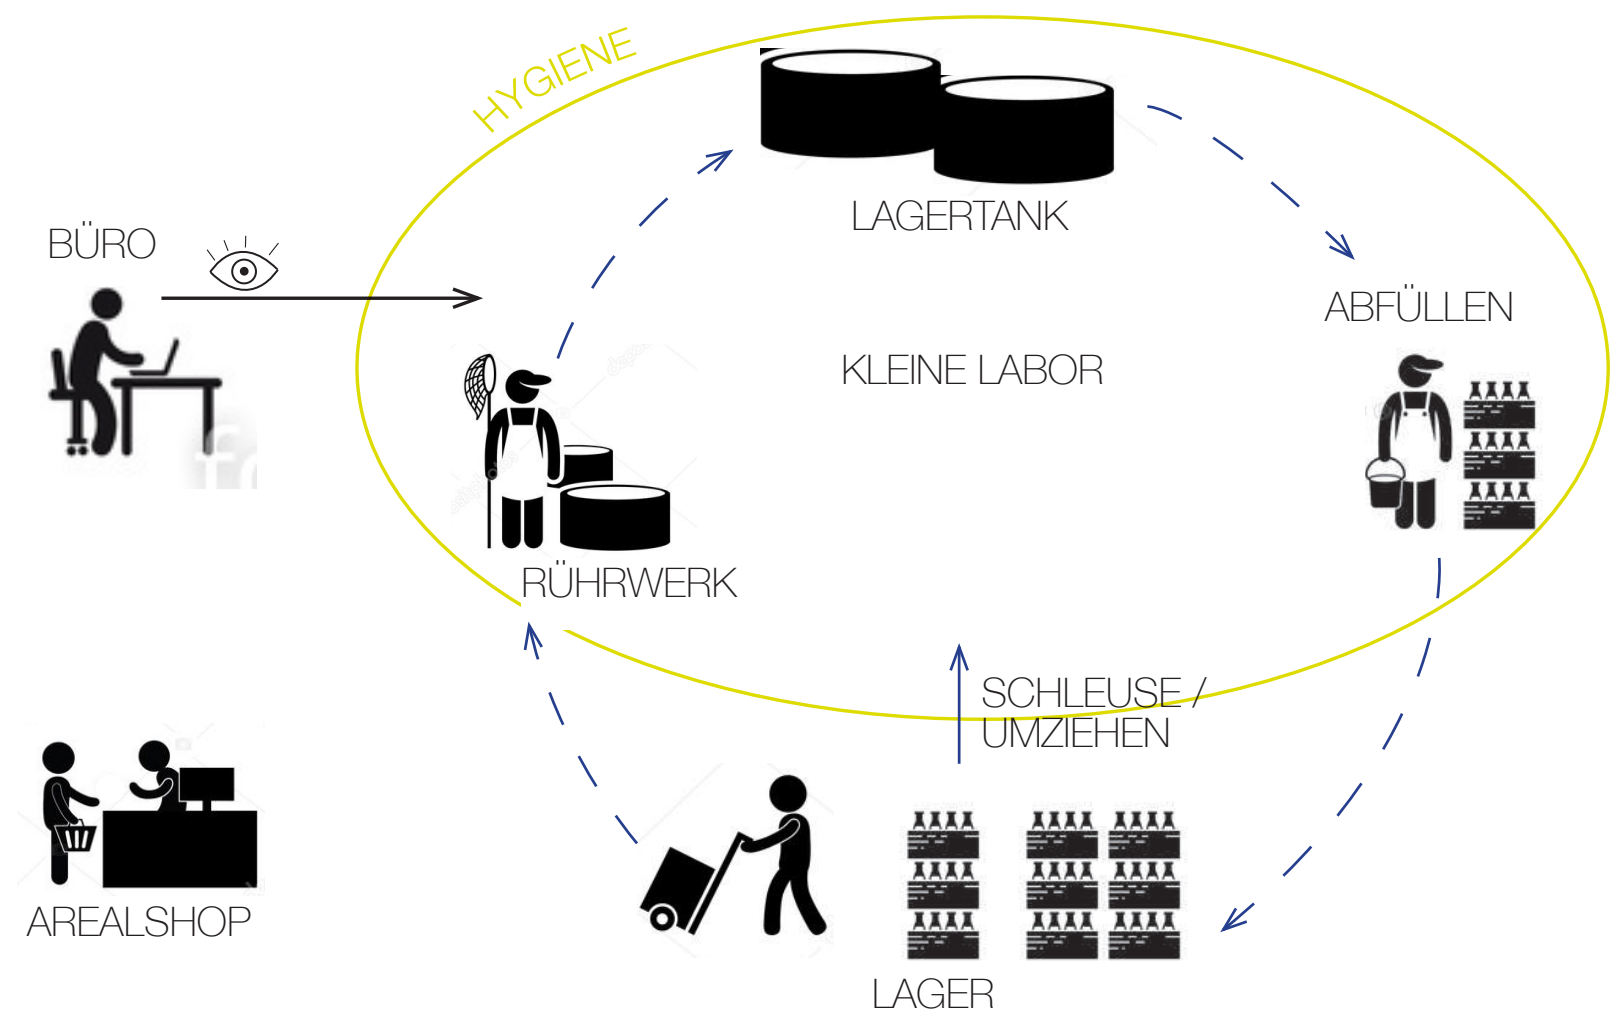 HYGIENE
LAGERTANK
BÜRO
ABFÜLLEN
KLEINE LABOR
RÜHRWERK
SCHLEUSE /
UMZIEHEN
AREALSHOP
LAGER